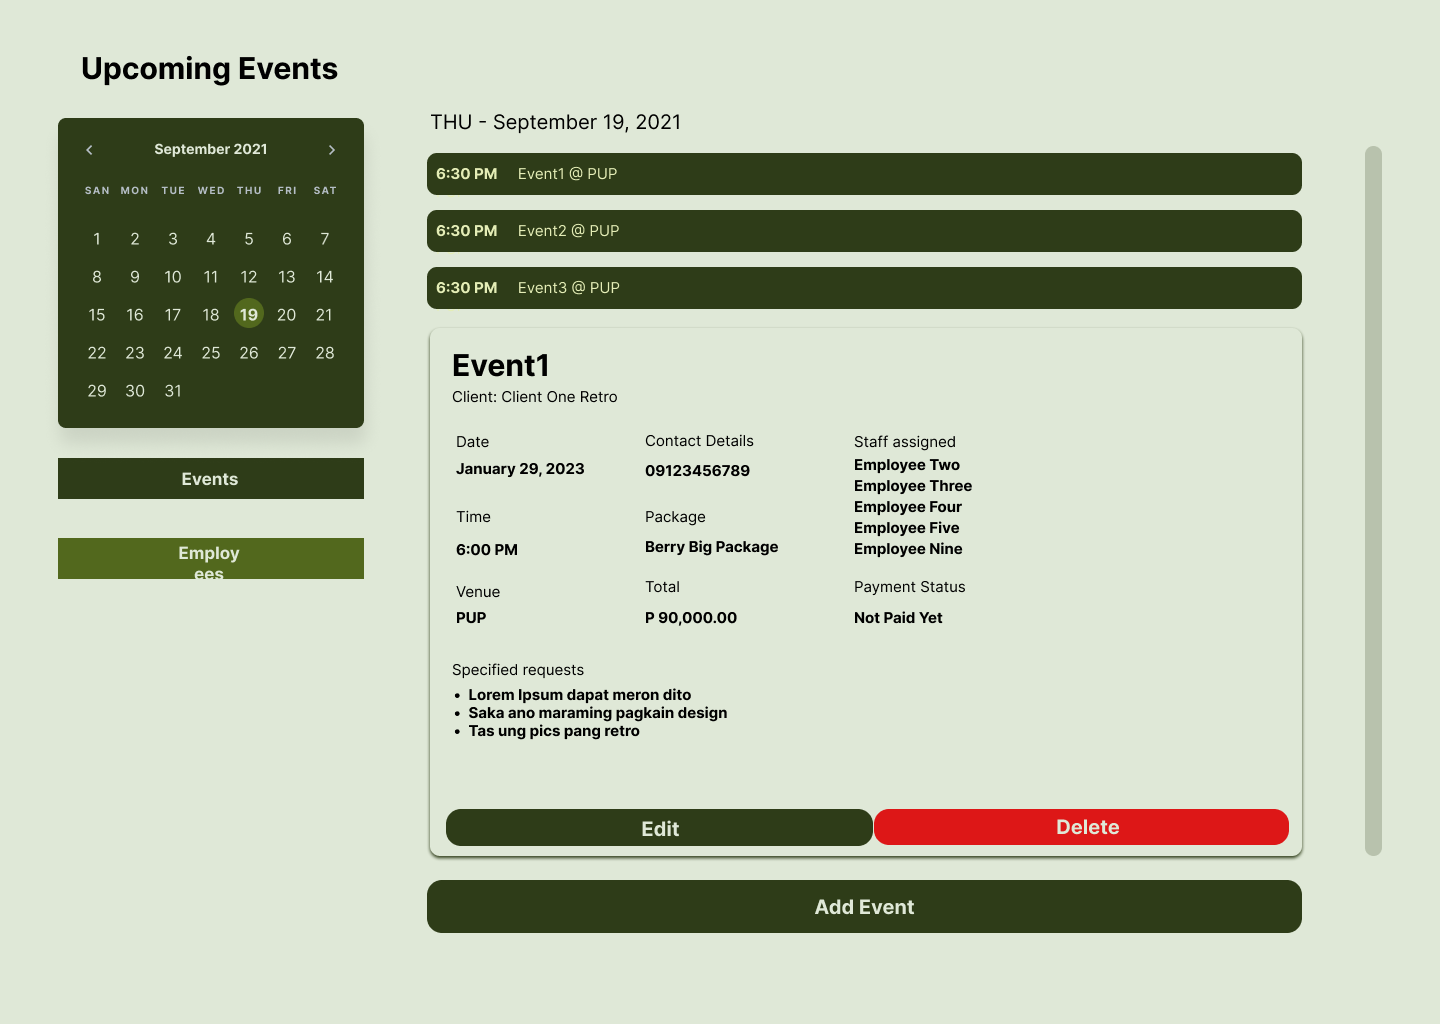 Upcoming Events
September 2021
SAN MON TUE WED THU FRI SAT
1 2 3 4 5 6 7
8 9 10 11 12 13 14
15 16 17 18 19 20 21
22 23 24 25 26 27 28
29 30 31
Events
Employ
ees
THU - September 19, 2021
6:30 PM Event1 @ PUP
6:30 PM Event2 @ PUP
6:30 PM Event3 @ PUP
Event1
Client: Client One Retro
Date
January 29, 2023
Time
6:00 PM
Venue
PUP
Contact Details
09123456789
Package
Berry Big Package
Total
P 90,000.00
Staff assigned
Employee Two
Employee Three
Employee Four
Employee Five
Employee Nine
Payment Status
Not Paid Yet
Specified requests
• Lorem Ipsum dapat meron dito
• Saka ano maraming pagkain design
• Tas ung pics pang retro
Edit
Delete
Add Event